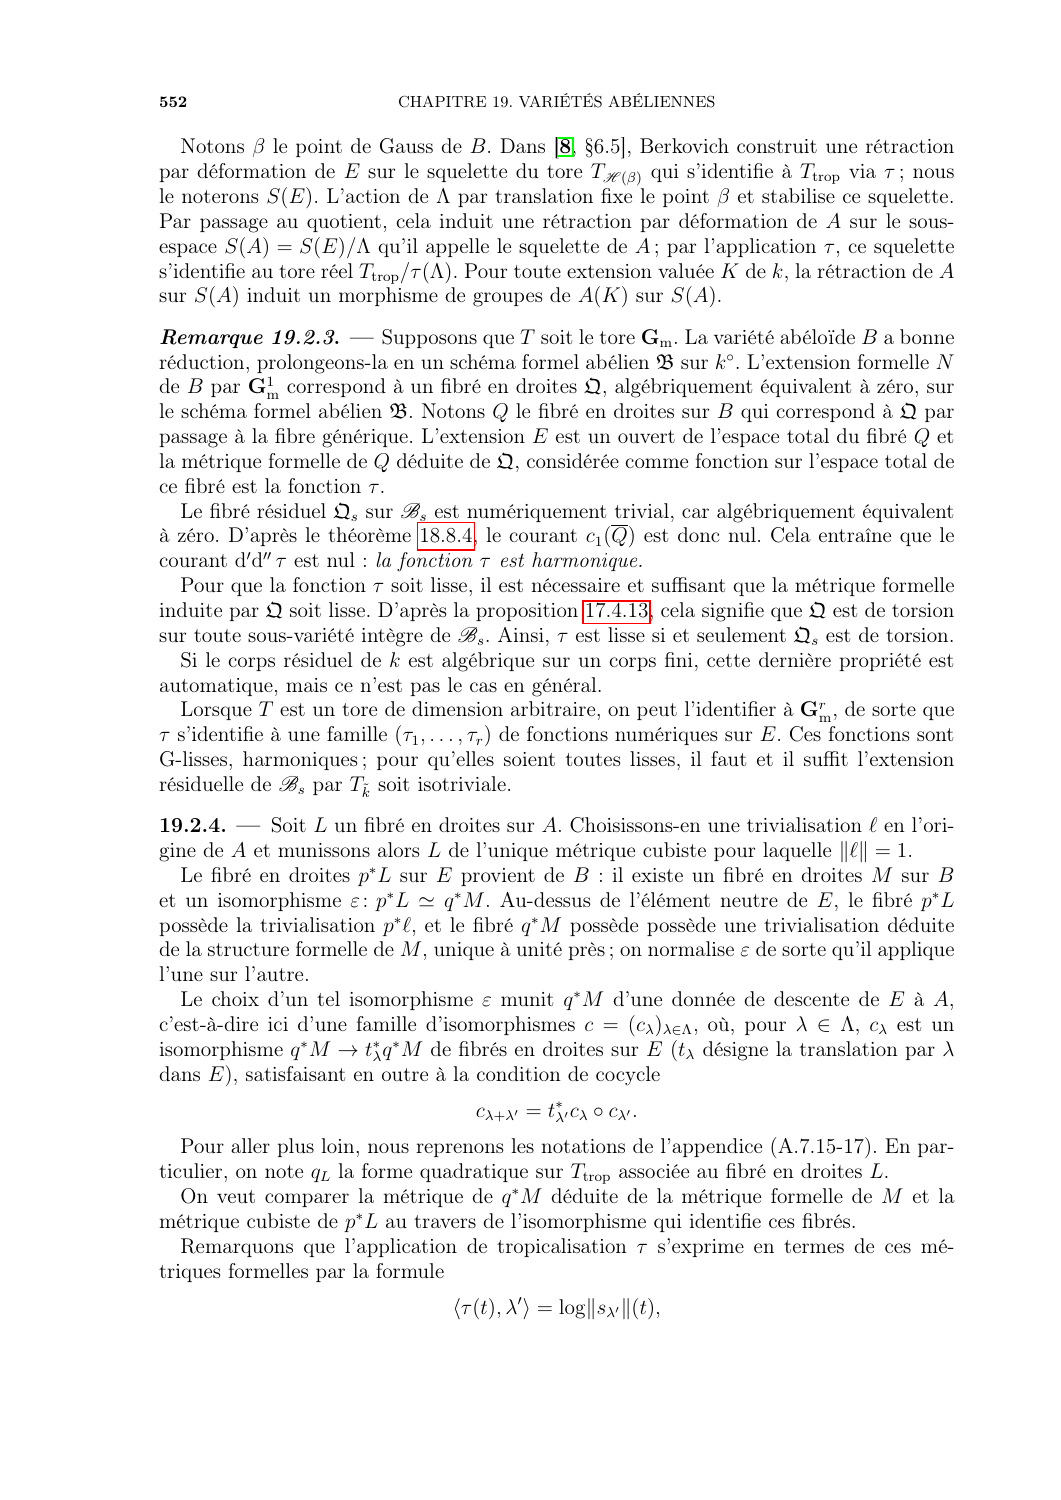 552 CHAPITRE 19. VARIÉTÉS ABÉLIENNES
Notons β le point de Gauss de B. Dans [8, §6.5], Berkovich construit une rétraction
par déformation de E sur le squelette du tore T_{ℋ(β)} qui s'identifie à T_trop via τ ; nous
le noterons S(E). L'action de Λ par translation fixe le point β et stabilise ce squelette.
Par passage au quotient, cela induit une rétraction par déformation de A sur le sous-
espace S(A) = S(E)/Λ qu'il appelle le squelette de A ; par l'application τ, ce squelette
s'identifie au tore réel T_trop/τ(Λ). Pour toute extension valuée K de k, la rétraction de A
sur S(A) induit un morphisme de groupes de A(K) sur S(A).
Remarque 19.2.3. — Supposons que T soit le tore G_m. La variété abéloïde B a bonne
réduction, prolongeons-la en un schéma formel abélien 𝔅 sur k°. L'extension formelle N
de B par G_m^1 correspond à un fibré en droites 𝔔, algébriquement équivalent à zéro, sur
le schéma formel abélien 𝔅. Notons Q le fibré en droites sur B qui correspond à 𝔔 par
passage à la fibre générique. L'extension E est un ouvert de l'espace total du fibré Q et
la métrique formelle de Q déduite de 𝔔, considérée comme fonction sur l'espace total de
ce fibré est la fonction τ.
Le fibré résiduel 𝔔_s sur ℬ_s est numériquement trivial, car algébriquement équivalent
à zéro. D'après le théorème 18.8.4, le courant c₁(Q̅) est donc nul. Cela entraîne que le
courant d′d″ τ est nul : la fonction τ est harmonique.
Pour que la fonction τ soit lisse, il est nécessaire et suffisant que la métrique formelle
induite par 𝔔 soit lisse. D'après la proposition 17.4.13, cela signifie que 𝔔 est de torsion
sur toute sous-variété intègre de ℬ_s. Ainsi, τ est lisse si et seulement 𝔔_s est de torsion.
Si le corps résiduel de k est algébrique sur un corps fini, cette dernière propriété est
automatique, mais ce n'est pas le cas en général.
Lorsque T est un tore de dimension arbitraire, on peut l'identifier à G_m^r, de sorte que
τ s'identifie à une famille (τ₁, . . . , τ_r) de fonctions numériques sur E. Ces fonctions sont
G-lisses, harmoniques ; pour qu'elles soient toutes lisses, il faut et il suffit l'extension
résiduelle de ℬ_s par T_k̃ soit isotriviale.
19.2.4. — Soit L un fibré en droites sur A. Choisissons-en une trivialisation ℓ en l'ori-
gine de A et munissons alors L de l'unique métrique cubiste pour laquelle ‖ℓ‖ = 1.
Le fibré en droites p*L sur E provient de B : il existe un fibré en droites M sur B
et un isomorphisme ε: p*L ≃ q*M. Au-dessus de l'élément neutre de E, le fibré p*L
possède la trivialisation p*ℓ, et le fibré q*M possède possède une trivialisation déduite
de la structure formelle de M, unique à unité près ; on normalise ε de sorte qu'il applique
l'une sur l'autre.
Le choix d'un tel isomorphisme ε munit q*M d'une donnée de descente de E à A,
c'est-à-dire ici d'une famille d'isomorphismes c = (c_λ)_{λ∈Λ}, où, pour λ ∈ Λ, c_λ est un
isomorphisme q*M → t_λ^*q*M de fibrés en droites sur E (t_λ désigne la translation par λ
dans E), satisfaisant en outre à la condition de cocycle
c_{λ+λ′} = t_{λ′}^*c_λ ∘ c_{λ′}.
Pour aller plus loin, nous reprenons les notations de l'appendice (A.7.15-17). En par-
ticulier, on note q_L la forme quadratique sur T_trop associée au fibré en droites L.
On veut comparer la métrique de q*M déduite de la métrique formelle de M et la
métrique cubiste de p*L au travers de l'isomorphisme qui identifie ces fibrés.
Remarquons que l'application de tropicalisation τ s'exprime en termes de ces mé-
triques formelles par la formule
⟨τ(t), λ′⟩ = log‖s_{λ′}‖(t),